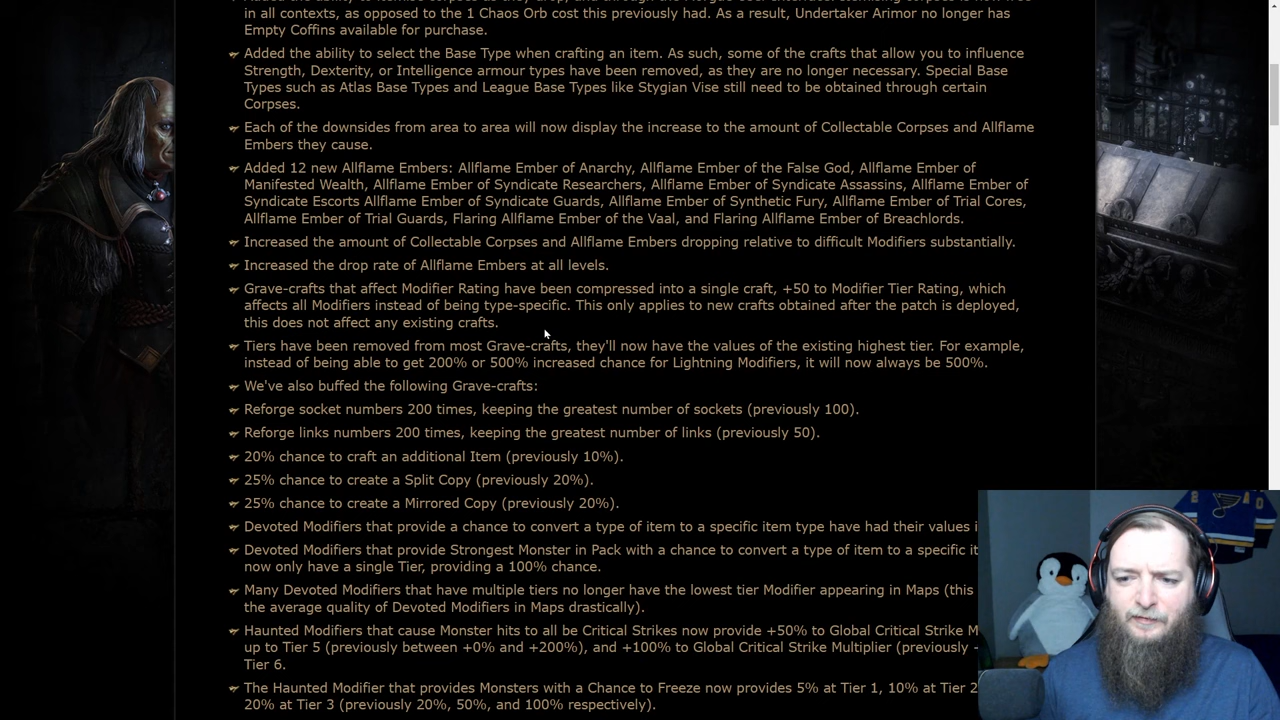 in all contexts, as opposed to the 1 Chaos Orb cost this previously had. As a result, Undertaker Arimor no longer has
Empty Coffins available for purchase.
Added the ability to select the Base Type when crafting an item. As such, some of the crafts that allow you to influence
Strength, Dexterity, or Intelligence armour types have been removed, as they are no longer necessary. Special Base
Types such as Atlas Base Types and League Base Types like Stygian Vise still need to be obtained through certain
Corpses.
Each of the downsides from area to area will now display the increase to the amount of Collectable Corpses and Allflame
Embers they cause.
Added 12 new Allflame Embers: Allflame Ember of Anarchy, Allflame Ember of the False God, Allflame Ember of
Manifested Wealth, Allflame Ember of Syndicate Researchers, Allflame Ember of Syndicate Assassins, Allflame Ember of
Syndicate Escorts Allflame Ember of Syndicate Guards, Allflame Ember of Synthetic Fury, Allflame Ember of Trial Cores,
Allflame Ember of Trial Guards, Flaring Allflame Ember of the Vaal, and Flaring Allflame Ember of Breachlords.
Increased the amount of Collectable Corpses and Allflame Embers dropping relative to difficult Modifiers substantially.
Increased the drop rate of Allflame Embers at all levels.
Grave-crafts that affect Modifier Rating have been compressed into a single craft, +50 to Modifier Tier Rating, which
affects all Modifiers instead of being type-specific. This only applies to new crafts obtained after the patch is deployed,
this does not affect any existing crafts.
Tiers have been removed from most Grave-crafts, they'll now have the values of the existing highest tier. For example,
instead of being able to get 200% or 500% increased chance for Lightning Modifiers, it will now always be 500%.
We've also buffed the following Grave-crafts:
Reforge socket numbers 200 times, keeping the greatest number of sockets (previously 100).
Reforge links numbers 200 times, keeping the greatest number of links (previously 50).
20% chance to craft an additional Item (previously 10%).
25% chance to create a Split Copy (previously 20%).
25% chance to create a Mirrored Copy (previously 20%).
Devoted Modifiers that provide a chance to convert a type of item to a specific item type have had their values i
Devoted Modifiers that provide Strongest Monster in Pack with a chance to convert a type of item to a specific it
now only have a single Tier, providing a 100% chance.
Many Devoted Modifiers that have multiple tiers no longer have the lowest tier Modifier appearing in Maps (this
the average quality of Devoted Modifiers in Maps drastically).
Haunted Modifiers that cause Monster hits to all be Critical Strikes now provide +50% to Global Critical Strike M
up to Tier 5 (previously between +0% and +200%), and +100% to Global Critical Strike Multiplier (previously -
Tier 6.
The Haunted Modifier that provides Monsters with a Chance to Freeze now provides 5% at Tier 1, 10% at Tier 2
20% at Tier 3 (previously 20%, 50%, and 100% respectively).